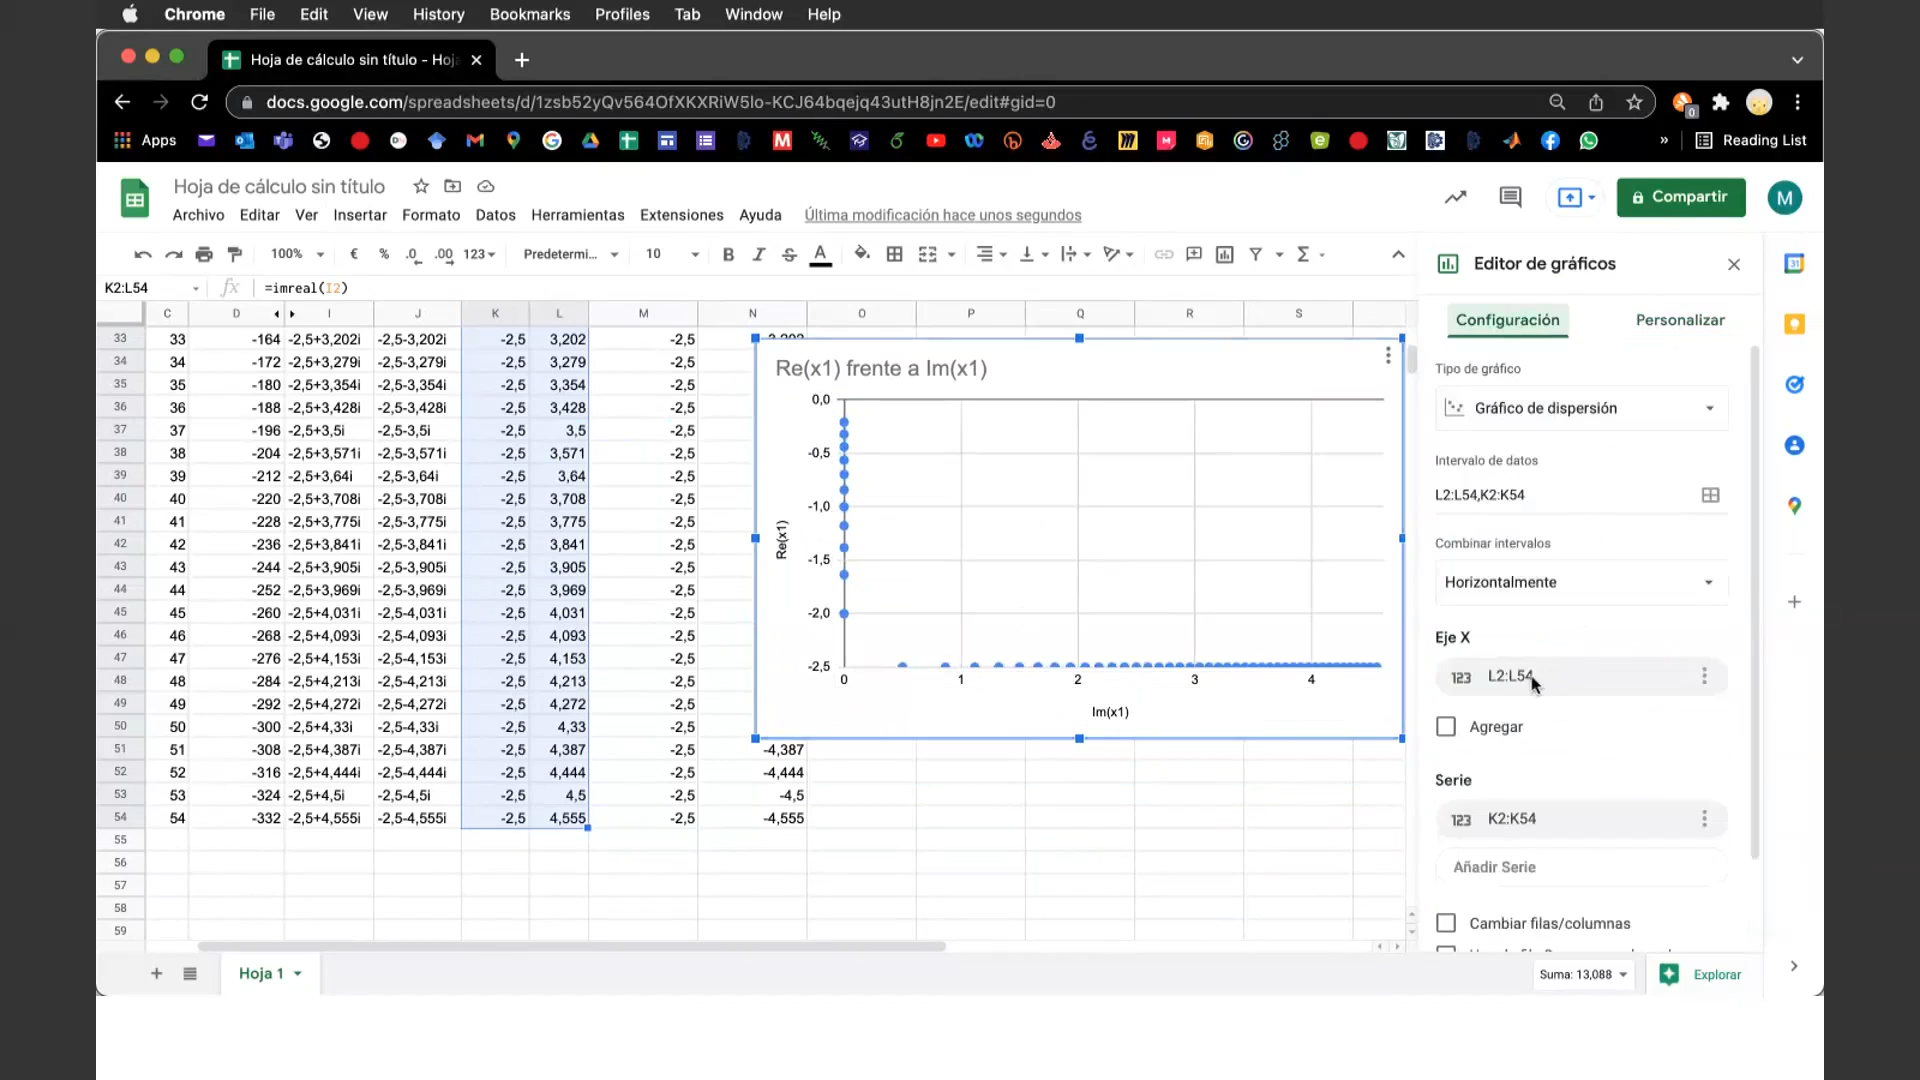 Chrome File Edit View History Bookmarks Profiles Tab Window Help
Hoja de cálculo sin título - Hoja
docs.google.com/spreadsheets/d/1zsb52yQv564OfXKXRiW5Io-KCJ64bqejq43utH8jn2E/edit#gid=0
Apps
Reading List
Hoja de cálculo sin título
Archivo Editar Ver Insertar Formato Datos Herramientas Extensiones Ayuda Última modificación hace unos segundos
Compartir M
100% € % .0 .00 123 Predetermi... 10 B I S A
K2:L54 fx =imreal(I2)
C D I J K L M N O P Q R S
33 33 -164 -2,5+3,202i -2,5-3,202i -2,5 3,202 -2,5
34 34 -172 -2,5+3,279i -2,5-3,279i -2,5 3,279 -2,5
35 35 -180 -2,5+3,354i -2,5-3,354i -2,5 3,354 -2,5
36 36 -188 -2,5+3,428i -2,5-3,428i -2,5 3,428 -2,5
37 37 -196 -2,5+3,5i -2,5-3,5i -2,5 3,5 -2,5
38 38 -204 -2,5+3,571i -2,5-3,571i -2,5 3,571 -2,5
39 39 -212 -2,5+3,64i -2,5-3,64i -2,5 3,64 -2,5
40 40 -220 -2,5+3,708i -2,5-3,708i -2,5 3,708 -2,5
41 41 -228 -2,5+3,775i -2,5-3,775i -2,5 3,775 -2,5
42 42 -236 -2,5+3,841i -2,5-3,841i -2,5 3,841 -2,5
43 43 -244 -2,5+3,905i -2,5-3,905i -2,5 3,905 -2,5
44 44 -252 -2,5+3,969i -2,5-3,969i -2,5 3,969 -2,5
45 45 -260 -2,5+4,031i -2,5-4,031i -2,5 4,031 -2,5
46 46 -268 -2,5+4,093i -2,5-4,093i -2,5 4,093 -2,5
47 47 -276 -2,5+4,153i -2,5-4,153i -2,5 4,153 -2,5
48 48 -284 -2,5+4,213i -2,5-4,213i -2,5 4,213 -2,5
49 49 -292 -2,5+4,272i -2,5-4,272i -2,5 4,272 -2,5
50 50 -300 -2,5+4,33i -2,5-4,33i -2,5 4,33 -2,5
51 51 -308 -2,5+4,387i -2,5-4,387i -2,5 4,387 -2,5 -4,387
52 52 -316 -2,5+4,444i -2,5-4,444i -2,5 4,444 -2,5 -4,444
53 53 -324 -2,5+4,5i -2,5-4,5i -2,5 4,5 -2,5 -4,5
54 54 -332 -2,5+4,555i -2,5-4,555i -2,5 4,555 -2,5 -4,555
55
56
57
58
59
Re(x1) frente a Im(x1)
0,0
-0,5
-1,0
-1,5
-2,0
-2,5
0 1 2 3 4
Re(x1)
Im(x1)
Editor de gráficos
Configuración Personalizar
Tipo de gráfico
Gráfico de dispersión
Intervalo de datos
L2:L54,K2:K54
Combinar intervalos
Horizontalmente
Eje X
123 L2:L54
Agregar
Serie
123 K2:K54
Añadir Serie
Cambiar filas/columnas
31
Hoja 1
Suma: 13,088
Explorar